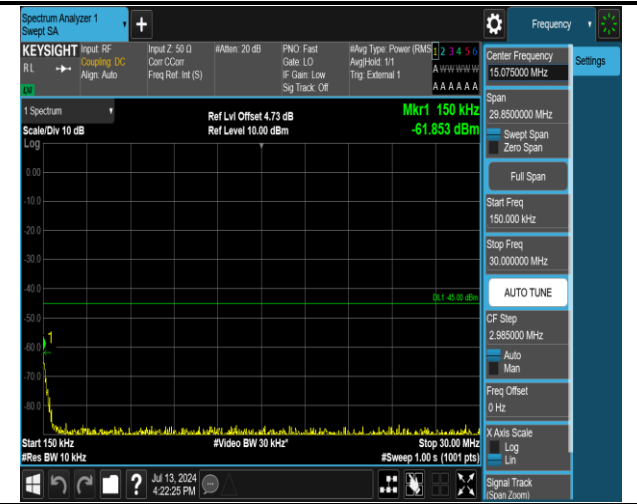 Spectrum Analyzer 1
Swept SA
Frequency
KEYSIGHT
RL
LVI
Input: RF
Coupling: DC
Align: Auto
Input Z: 50 Ω
Corr CCorr
Freq Ref: Int (S)
#Atten: 20 dB
PNO: Fast
Gate: LO
IF Gain: Low
Sig Track: Off
#Avg Type: Power (RMS
Avg|Hold: 1/1
Trig: External 1
1 2 3 4 5 6
A W W W W W
A A A A A A
1 Spectrum
Scale/Div 10 dB
Log
Ref Lvl Offset 4.73 dB
Ref Level 10.00 dBm
Mkr1 150 kHz
-61.853 dBm
0.00
-10.0
-20.0
-30.0
-40.0
DL1 -45.00 dBm
-50.0
1
-60.0
-70.0
-80.0
Start 150 kHz
#Res BW 10 kHz
#Video BW 30 kHz*
Stop 30.00 MHz
#Sweep 1.00 s (1001 pts)
Jul 13, 2024
4:22:25 PM
Center Frequency
15.075000 MHz
Settings
Span
29.8500000 MHz
Swept Span
Zero Span
Full Span
Start Freq
150.000 kHz
Stop Freq
30.000000 MHz
AUTO TUNE
CF Step
2.985000 MHz
Auto
Man
Freq Offset
0 Hz
X Axis Scale
Log
Lin
Signal Track
(Span Zoom)